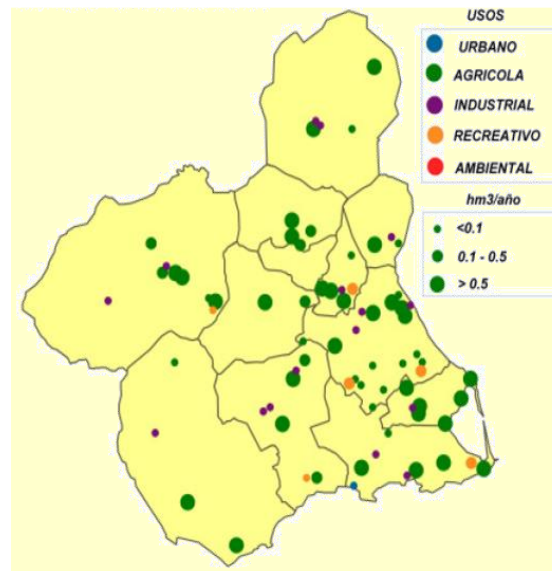 USOS
URBANO
AGRICOLA
INDUSTRIAL
RECREATIVO
AMBIENTAL
hm3/año
<0.1
0.1 - 0.5
> 0.5